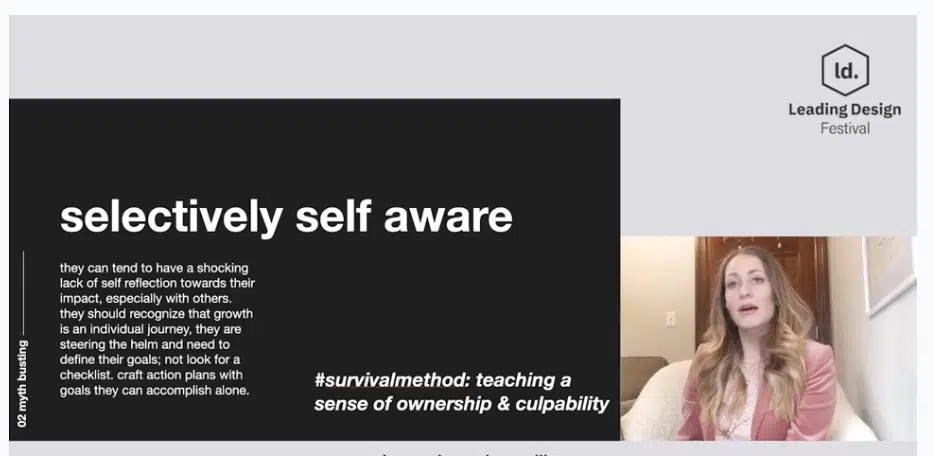 ld.
Leading Design
Festival
selectively self aware
they can tend to have a shocking
lack of self reflection towards their
impact, especially with others.
they should recognize that growth
is an individual journey, they are
steering the helm and need to
define their goals; not look for a
checklist. craft action plans with
goals they can accomplish alone.
02 myth busting
#survivalmethod: teaching a
sense of ownership & culpability